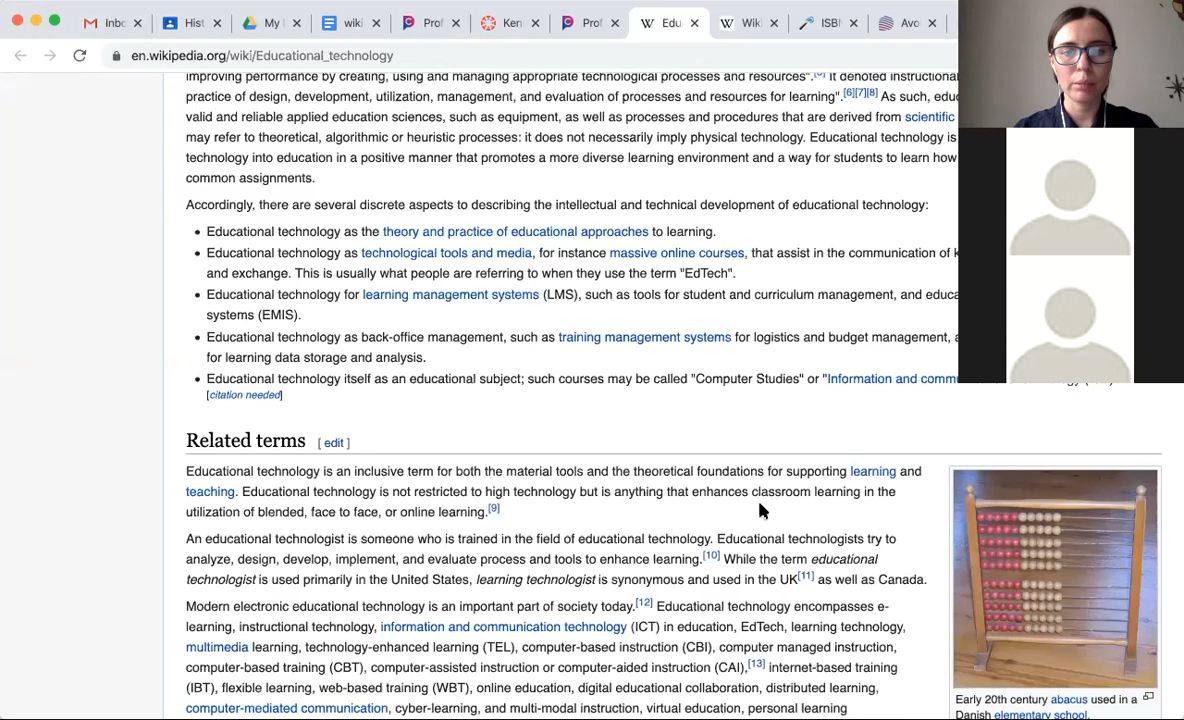 Inbo
Hist
My I
wiki
Prof
Ken
Prof
Edu
Wiki
ISBN
Avo
en.wikipedia.org/wiki/Educational_technology
improving performance by creating, using and managing appropriate technological processes and resources". It denoted instructional
practice of design, development, utilization, management, and evaluation of processes and resources for learning".[6][7][8] As such, educ
valid and reliable applied education sciences, such as equipment, as well as processes and procedures that are derived from scientific
may refer to theoretical, algorithmic or heuristic processes: it does not necessarily imply physical technology. Educational technology is
technology into education in a positive manner that promotes a more diverse learning environment and a way for students to learn how
common assignments.
Accordingly, there are several discrete aspects to describing the intellectual and technical development of educational technology:
• Educational technology as the theory and practice of educational approaches to learning.
• Educational technology as technological tools and media, for instance massive online courses, that assist in the communication of k
and exchange. This is usually what people are referring to when they use the term "EdTech".
• Educational technology for learning management systems (LMS), such as tools for student and curriculum management, and educa
systems (EMIS).
• Educational technology as back-office management, such as training management systems for logistics and budget management, a
for learning data storage and analysis.
• Educational technology itself as an educational subject; such courses may be called "Computer Studies" or "Information and commu
[citation needed]
Related terms [ edit ]
Educational technology is an inclusive term for both the material tools and the theoretical foundations for supporting learning and
teaching. Educational technology is not restricted to high technology but is anything that enhances classroom learning in the
utilization of blended, face to face, or online learning.[9]
An educational technologist is someone who is trained in the field of educational technology. Educational technologists try to
analyze, design, develop, implement, and evaluate process and tools to enhance learning.[10] While the term educational
technologist is used primarily in the United States, learning technologist is synonymous and used in the UK[11] as well as Canada.
Modern electronic educational technology is an important part of society today.[12] Educational technology encompasses e-
learning, instructional technology, information and communication technology (ICT) in education, EdTech, learning technology,
multimedia learning, technology-enhanced learning (TEL), computer-based instruction (CBI), computer managed instruction,
computer-based training (CBT), computer-assisted instruction or computer-aided instruction (CAI),[13] internet-based training
(IBT), flexible learning, web-based training (WBT), online education, digital educational collaboration, distributed learning,
computer-mediated communication, cyber-learning, and multi-modal instruction, virtual education, personal learning
Early 20th century abacus used in a
Danish elementary school.